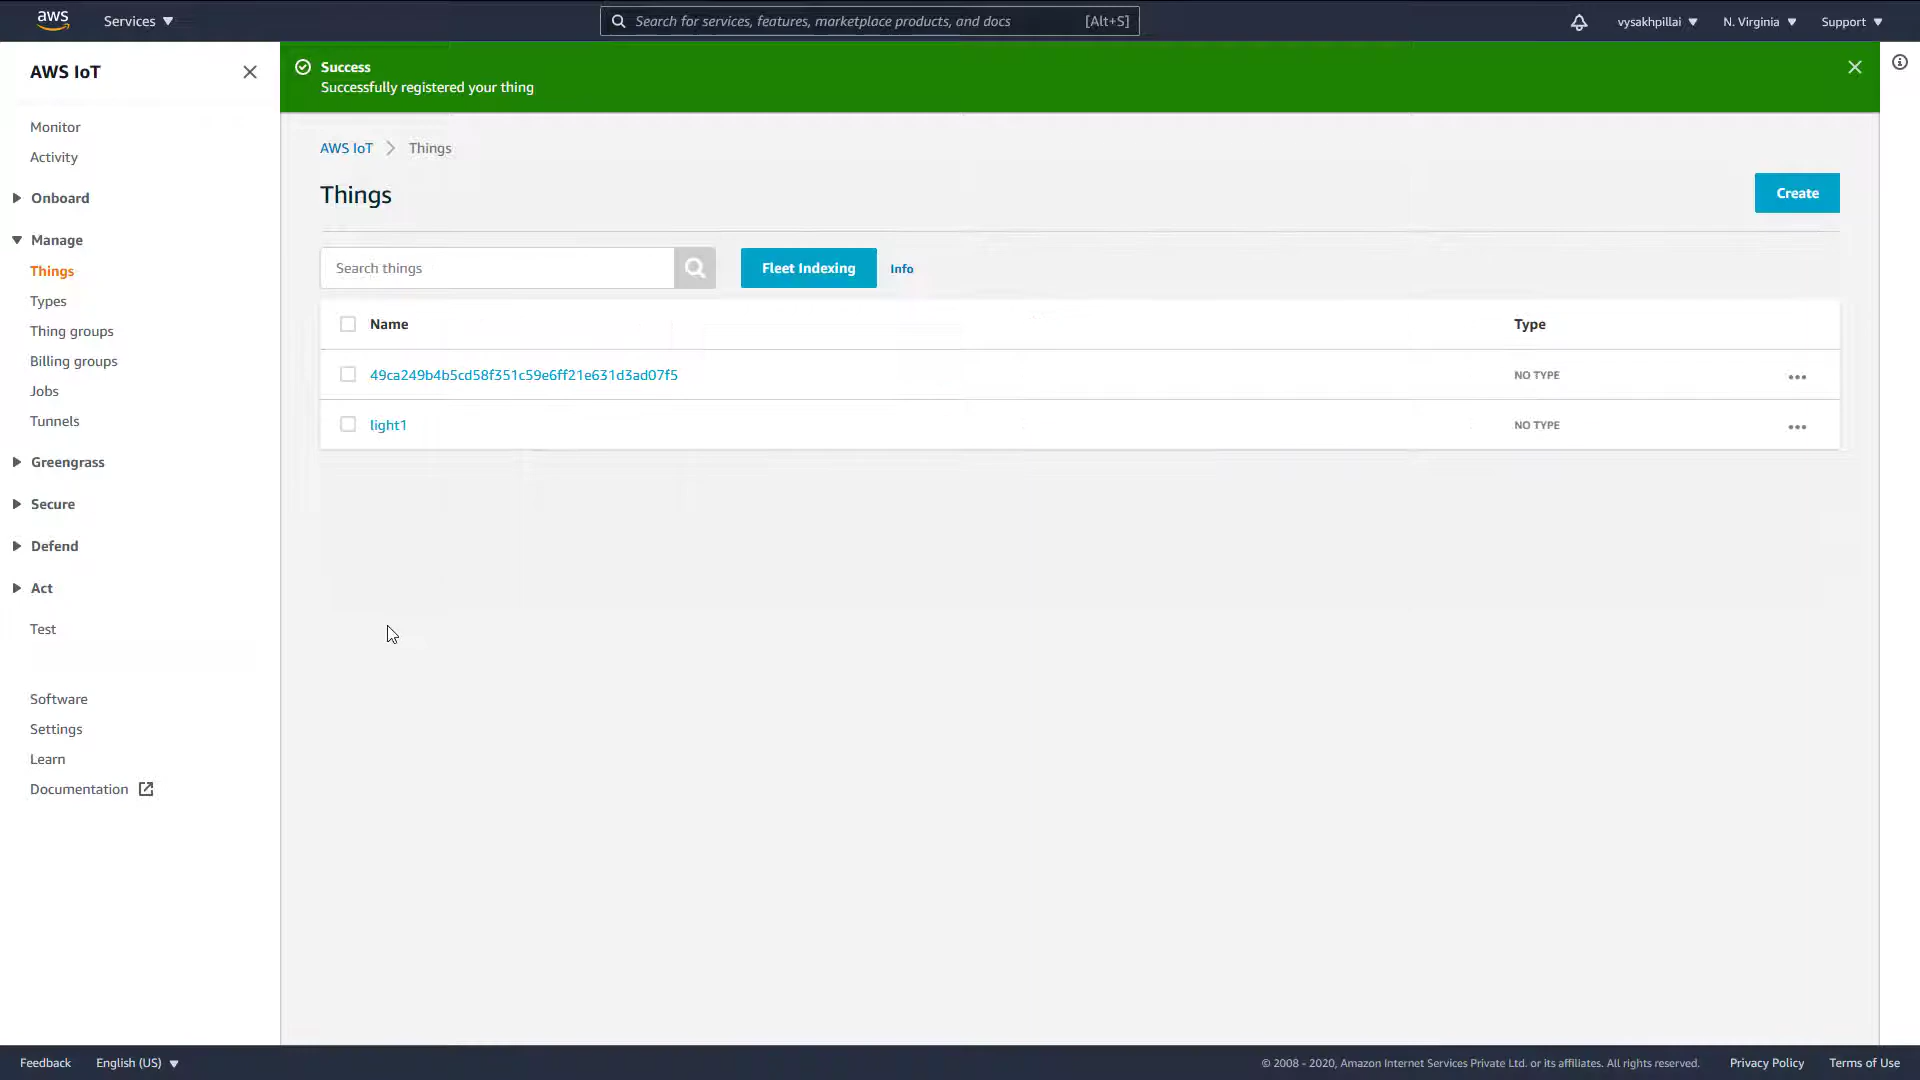 aws Services Search for services, features, marketplace products, and docs [Alt+S] vysakhpillai N. Virginia Support
AWS IoT
Monitor
Activity
Onboard
Manage
Things
Types
Thing groups
Billing groups
Jobs
Tunnels
Greengrass
Secure
Defend
Act
Test
Software
Settings
Learn
Documentation
Success
Successfully registered your thing
AWS IoT Things
Things
Create
Search things Fleet Indexing Info
Name Type
49ca249b4b5cd58f351c59e6ff21e631d3ad07f5 NO TYPE
light1 NO TYPE
Feedback English (US) © 2008 - 2020, Amazon Internet Services Private Ltd. or its affiliates. All rights reserved. Privacy Policy Terms of Use